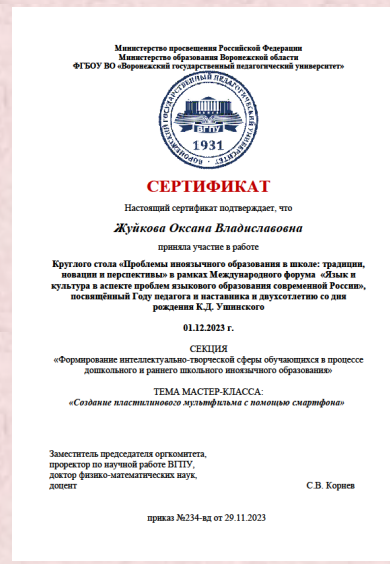 Министерство просвещения Российской Федерации
Министерство образования Воронежской области
ФГБОУ ВО «Воронежский государственный педагогический университет»
ВОРОНЕЖСКИЙ ГОСУДАРСТВЕННЫЙ ПЕДАГОГИЧЕСКИЙ УНИВЕРСИТЕТ
ВГПУ
1931
СЕРТИФИКАТ
Настоящий сертификат подтверждает, что
Жуйкова Оксана Владиславовна
приняла участие в работе
Круглого стола «Проблемы иноязычного образования в школе: традиции,
новации и перспективы» в рамках Международного форума «Язык и
культура в аспекте проблем языкового образования современной России»,
посвящённый Году педагога и наставника и двухсотлетию со дня
рождения К.Д. Ушинского
01.12.2023 г.
СЕКЦИЯ
«Формирование интеллектуально-творческой сферы обучающихся в процессе
дошкольного и раннего школьного иноязычного образования»
ТЕМА МАСТЕР-КЛАССА:
«Создание пластилинового мультфильма с помощью смартфона»
Заместитель председателя оргкомитета,
проректор по научной работе ВГПУ,
доктор физико-математических наук,
доцент С.В. Корнев
приказ №234-вд от 29.11.2023